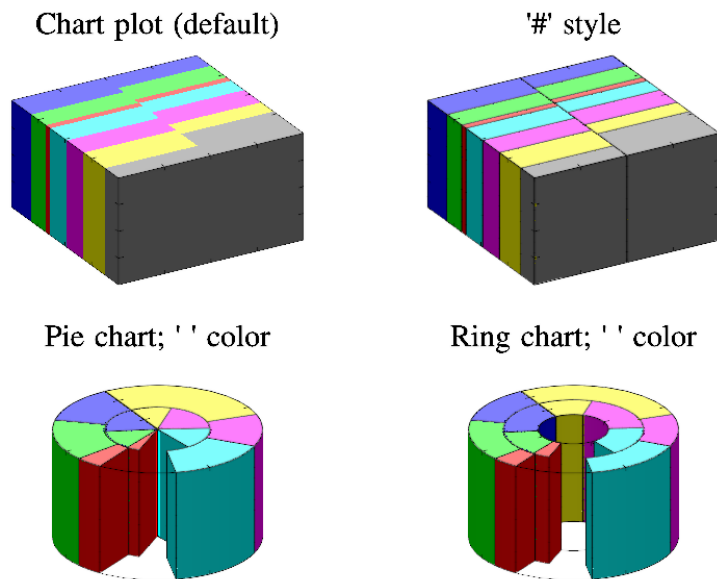 Chart plot (default)
'#' style
Pie chart; ' ' color
Ring chart; ' ' color